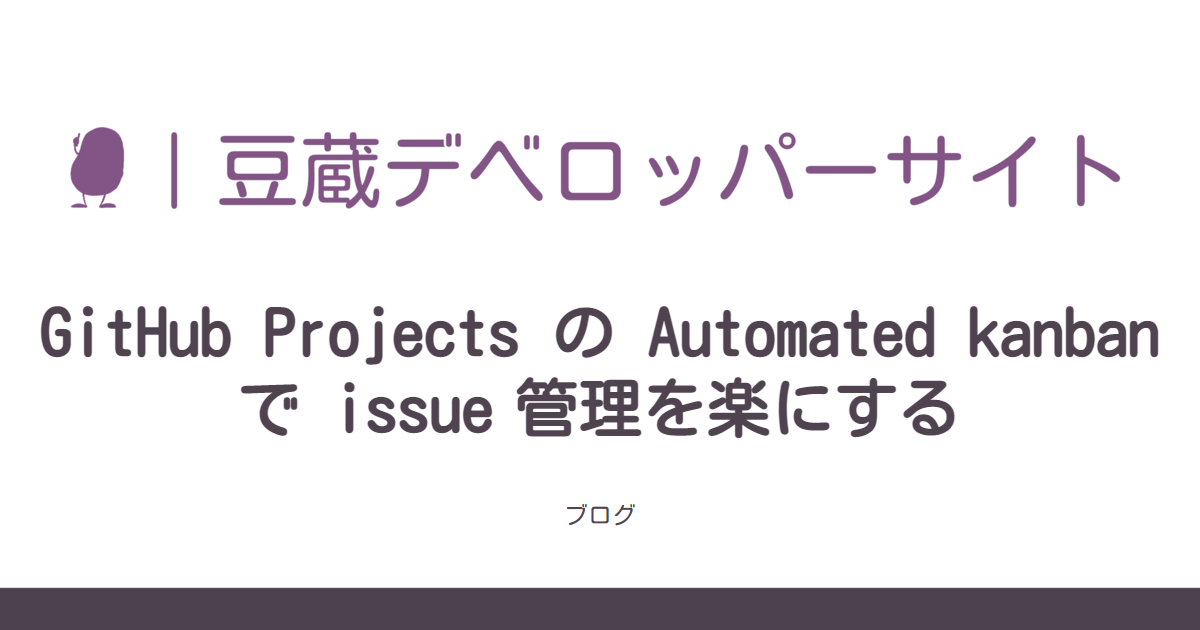 | 豆蔵デベロッパーサイト
GitHub Projects の Automated kanban
で issue 管理を楽にする
ブログ